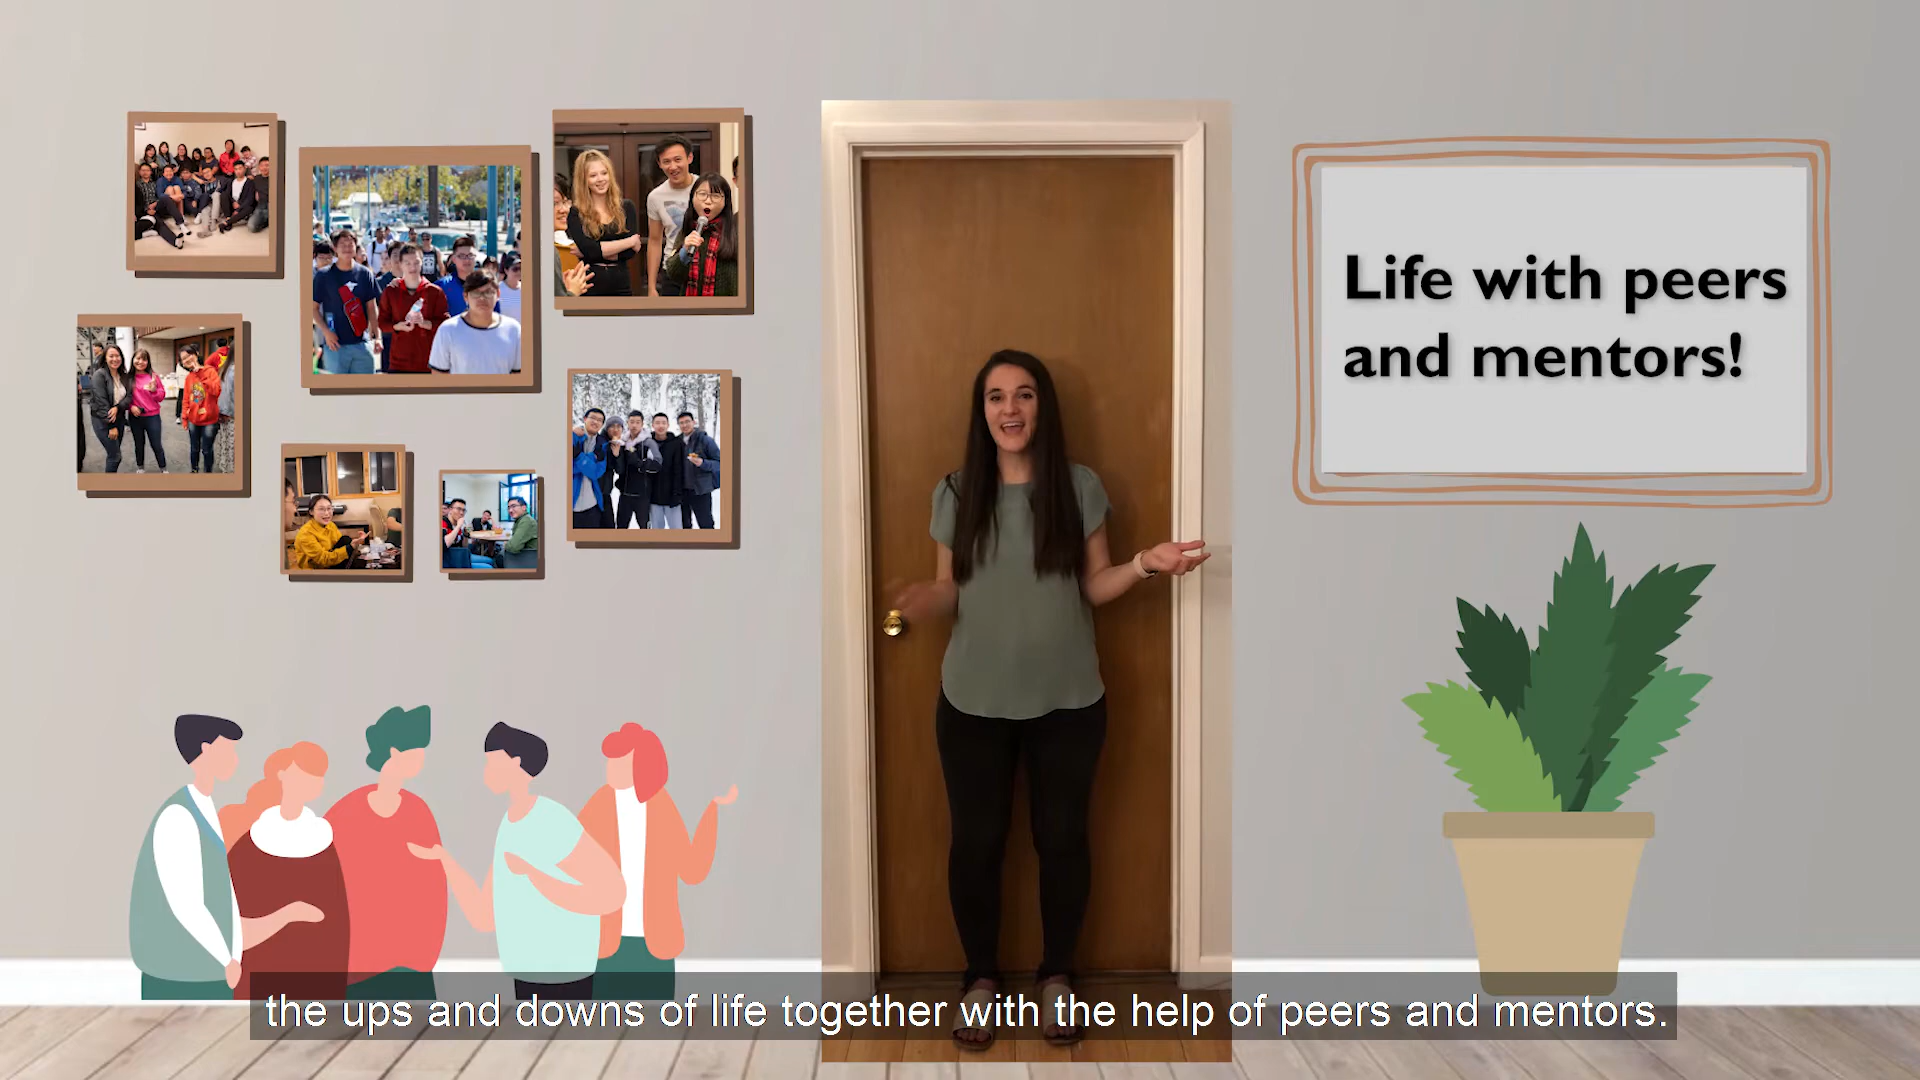 Life with peers
and mentors!
the ups and downs of life together with the help of peers and mentors.